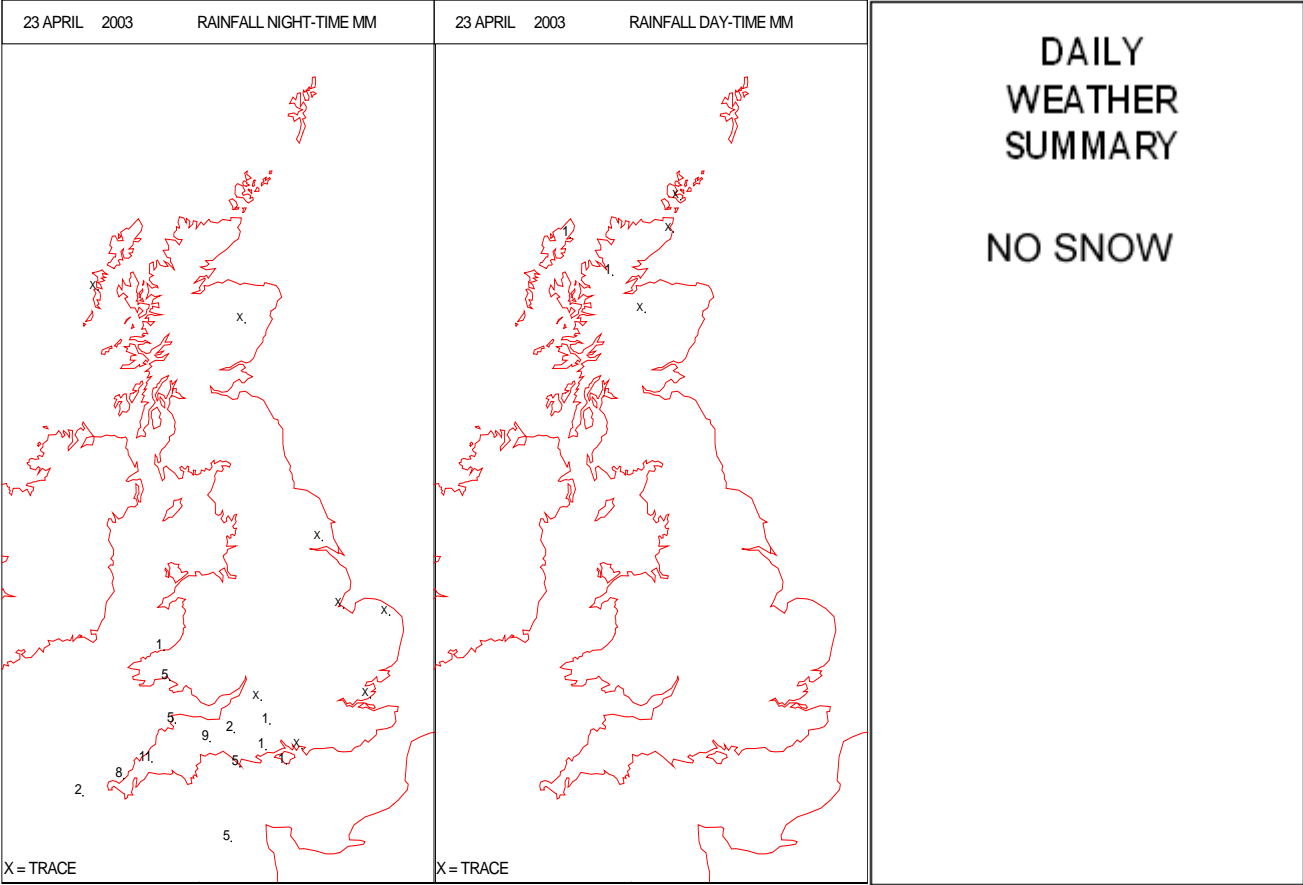 23 APRIL 2003 RAINFALL NIGHT-TIME MM
X.
X.
X.
X.
X.
1.
5.
X.
X.
5.
1.
2.
9.
1.
X.
11.
5.
1.
8.
2.
5.
X = TRACE
23 APRIL 2003 RAINFALL DAY-TIME MM
X.
X.
1.
1.
X.
X = TRACE
DAILY
WEATHER
SUMMARY
NO SNOW